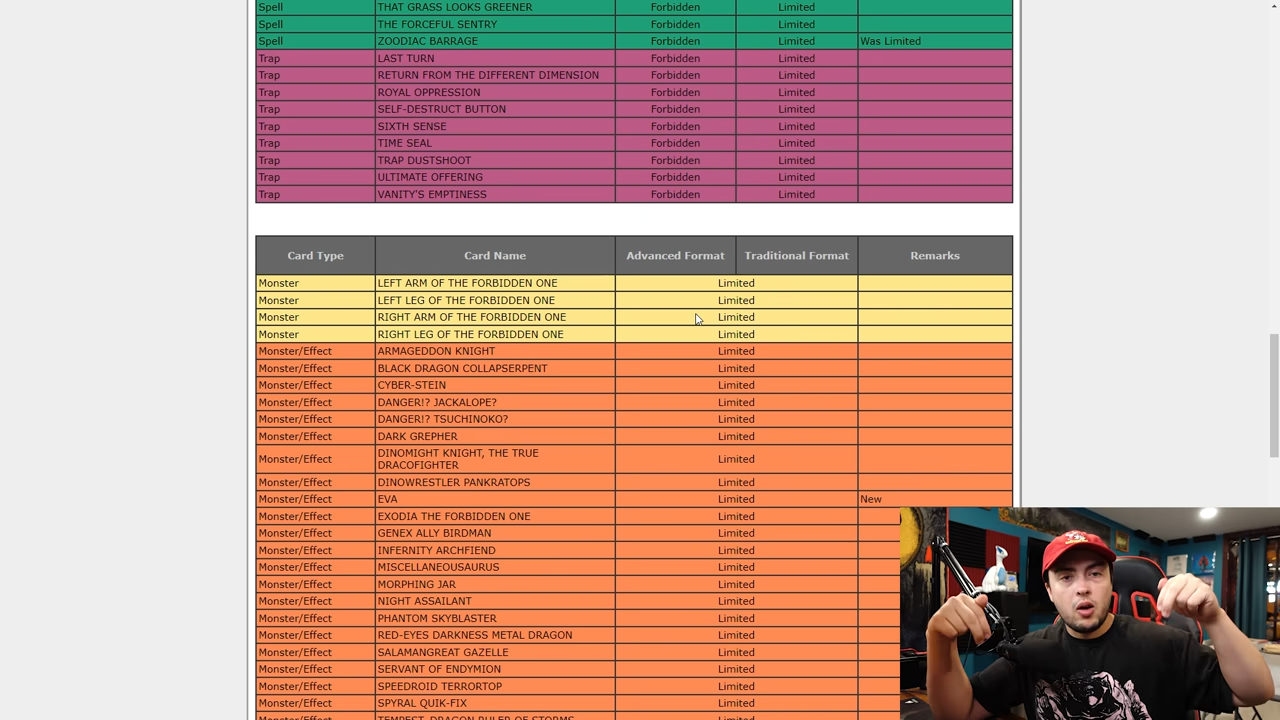 Spell THAT GRASS LOOKS GREENER Forbidden Limited
Spell THE FORCEFUL SENTRY Forbidden Limited
Spell ZOODIAC BARRAGE Forbidden Limited Was Limited
Trap LAST TURN Forbidden Limited
Trap RETURN FROM THE DIFFERENT DIMENSION Forbidden Limited
Trap ROYAL OPPRESSION Forbidden Limited
Trap SELF-DESTRUCT BUTTON Forbidden Limited
Trap SIXTH SENSE Forbidden Limited
Trap TIME SEAL Forbidden Limited
Trap TRAP DUSTSHOOT Forbidden Limited
Trap ULTIMATE OFFERING Forbidden Limited
Trap VANITY'S EMPTINESS Forbidden Limited
Card Type Card Name Advanced Format Traditional Format Remarks
Monster LEFT ARM OF THE FORBIDDEN ONE Limited
Monster LEFT LEG OF THE FORBIDDEN ONE Limited
Monster RIGHT ARM OF THE FORBIDDEN ONE Limited
Monster RIGHT LEG OF THE FORBIDDEN ONE Limited
Monster/Effect ARMAGEDDON KNIGHT Limited
Monster/Effect BLACK DRAGON COLLAPSERPENT Limited
Monster/Effect CYBER-STEIN Limited
Monster/Effect DANGER!? JACKALOPE? Limited
Monster/Effect DANGER!? TSUCHINOKO? Limited
Monster/Effect DARK GREPHER Limited
Monster/Effect DINOMIGHT KNIGHT, THE TRUE
DRACOFIGHTER Limited
Monster/Effect DINOWRESTLER PANKRATOPS Limited
Monster/Effect EVA Limited New
Monster/Effect EXODIA THE FORBIDDEN ONE Limited
Monster/Effect GENEX ALLY BIRDMAN Limited
Monster/Effect INFERNITY ARCHFIEND Limited
Monster/Effect MISCELLANEOUSAURUS Limited
Monster/Effect MORPHING JAR Limited
Monster/Effect NIGHT ASSAILANT Limited
Monster/Effect PHANTOM SKYBLASTER Limited
Monster/Effect RED-EYES DARKNESS METAL DRAGON Limited
Monster/Effect SALAMANGREAT GAZELLE Limited
Monster/Effect SERVANT OF ENDYMION Limited
Monster/Effect SPEEDROID TERRORTOP Limited
Monster/Effect SPYRAL QUIK-FIX Limited
Monster/Effect TEMPEST, DRAGON RULER OF STORMS Limited